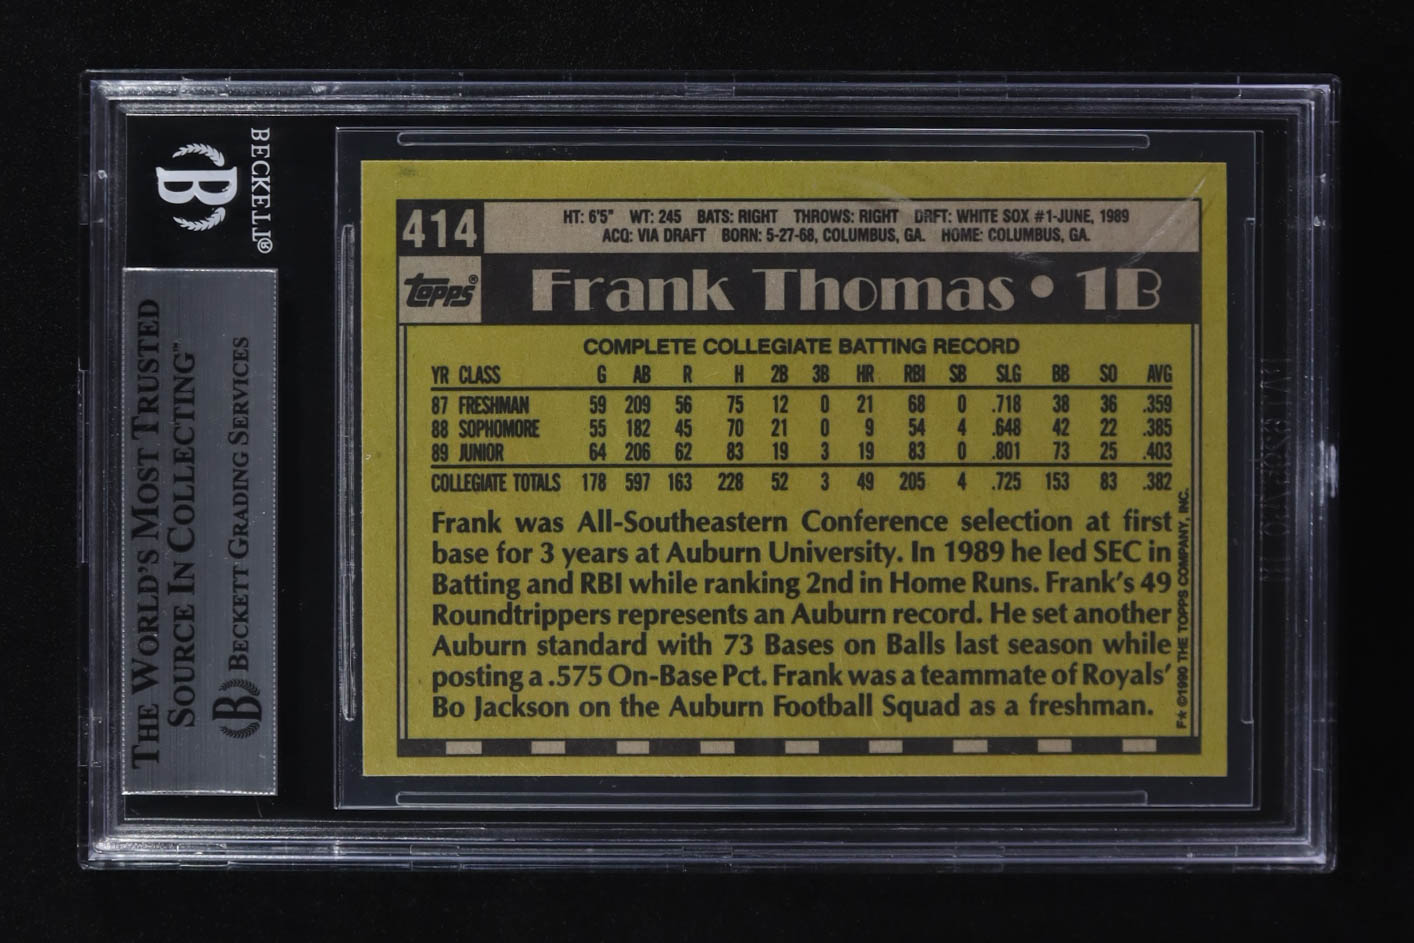 BECKETT®
B
THE WORLD'S MOST TRUSTED
SOURCE IN COLLECTING™
B BECKETT GRADING SERVICES
414
HT: 6'5" WT: 245 BATS: RIGHT THROWS: RIGHT DRFT: WHITE SOX #1-JUNE, 1989
ACQ: VIA DRAFT BORN: 5-27-68, COLUMBUS, GA. HOME: COLUMBUS, GA.
topps®
Frank Thomas • 1B
COMPLETE COLLEGIATE BATTING RECORD
YR CLASS G AB R H 2B 3B HR RBI SB SLG BB SO AVG
87 FRESHMAN 59 209 56 75 12 0 21 68 0 .718 38 36 .359
88 SOPHOMORE 55 182 45 70 21 0 9 54 4 .648 42 22 .385
89 JUNIOR 64 206 62 83 19 3 19 83 0 .801 73 25 .403
COLLEGIATE TOTALS 178 597 163 228 52 3 49 205 4 .725 153 83 .382
Frank was All-Southeastern Conference selection at first
base for 3 years at Auburn University. In 1989 he led SEC in
Batting and RBI while ranking 2nd in Home Runs. Frank's 49
Roundtrippers represents an Auburn record. He set another
Auburn standard with 73 Bases on Balls last season while
posting a .575 On-Base Pct. Frank was a teammate of Royals'
Bo Jackson on the Auburn Football Squad as a freshman.
F★ ©1990 THE TOPPS COMPANY, INC.